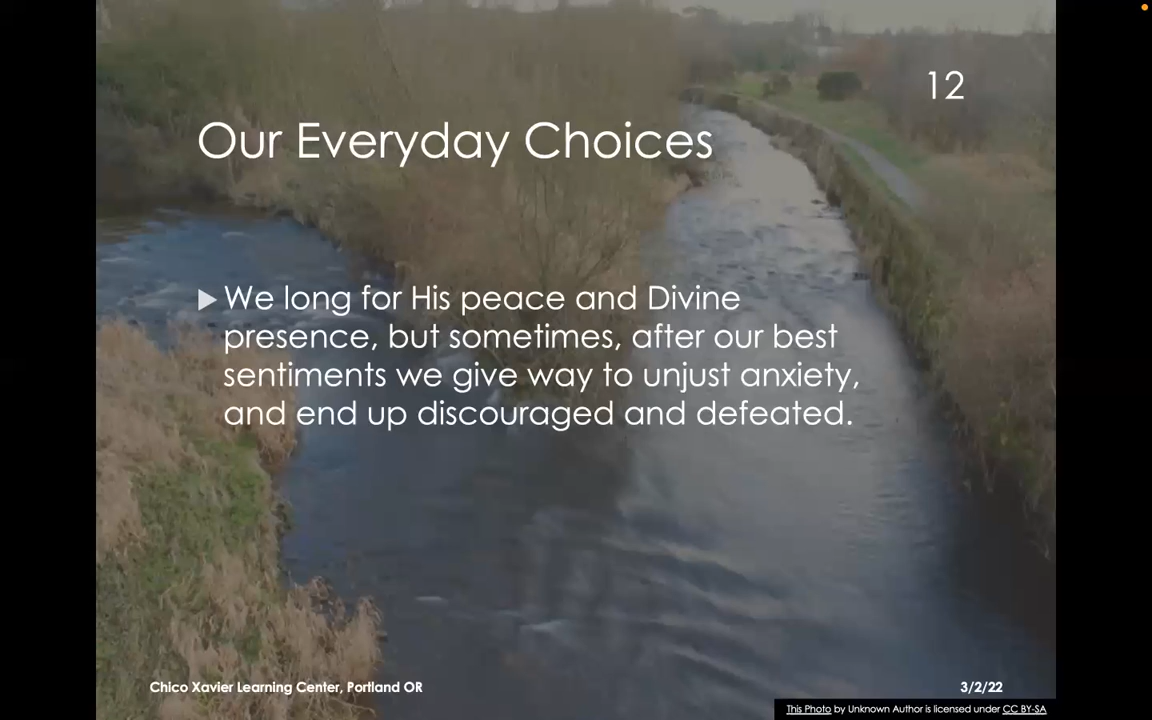 12
Our Everyday Choices
We long for His peace and Divine
presence, but sometimes, after our best
sentiments we give way to unjust anxiety,
and end up discouraged and defeated.
Chico Xavier Learning Center, Portland OR
3/2/22
This Photo by Unknown Author is licensed under CC BY-SA